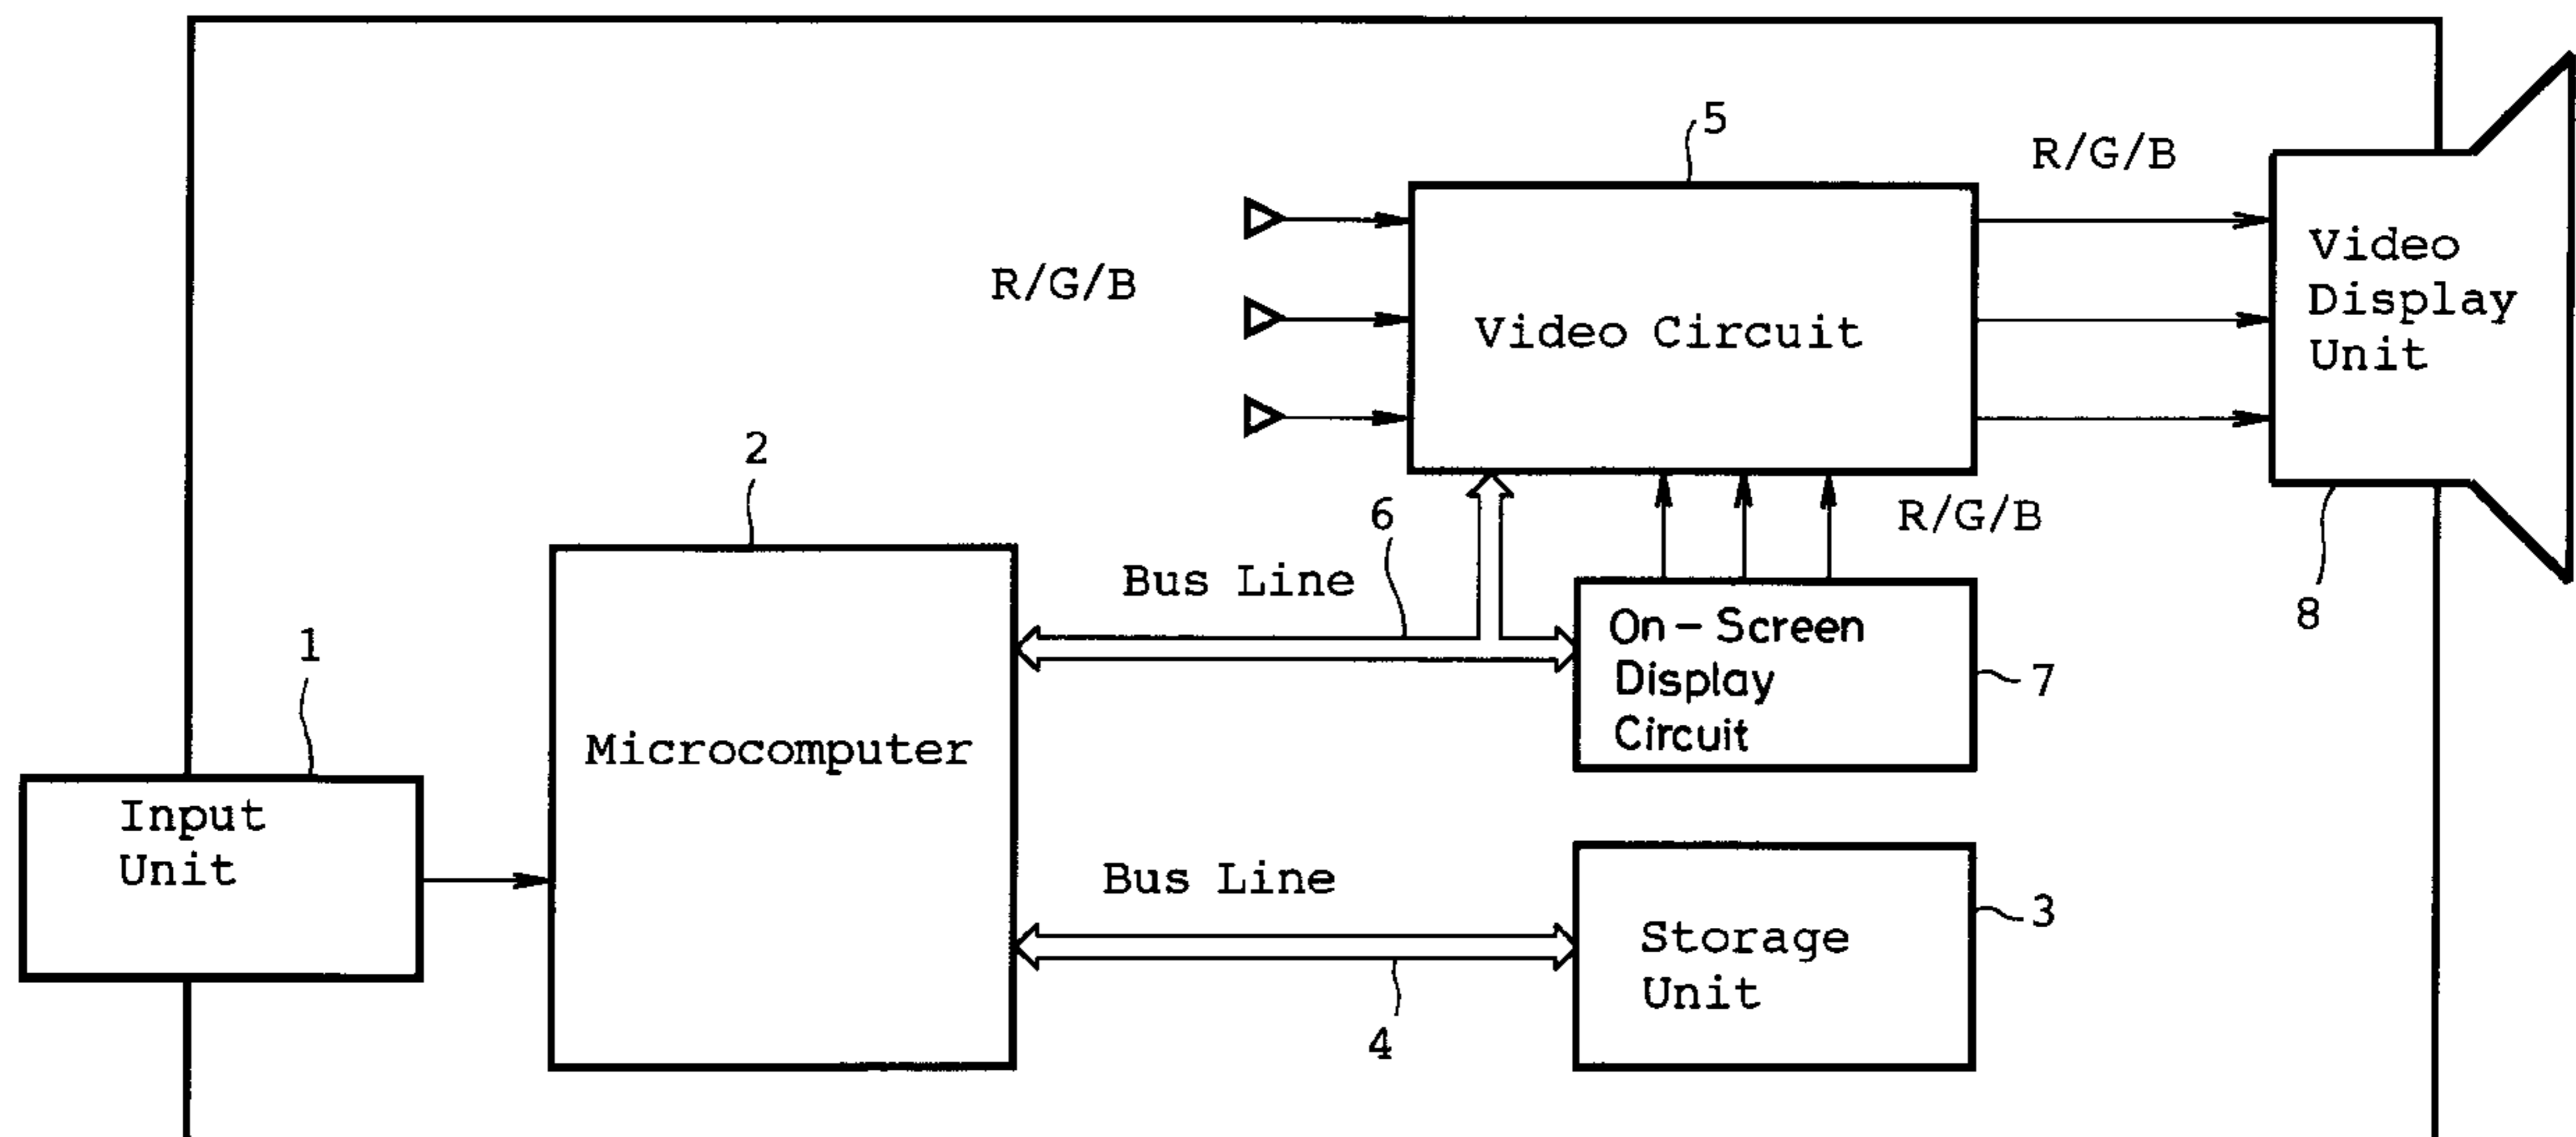 5
R/G/B
R/G/B
Video Circuit
Video
Display
Unit
2
6
R/G/B
Bus Line
8
1
On-Screen
Display
Circuit
7
Microcomputer
Input
Unit
Bus Line
3
Storage
Unit
4